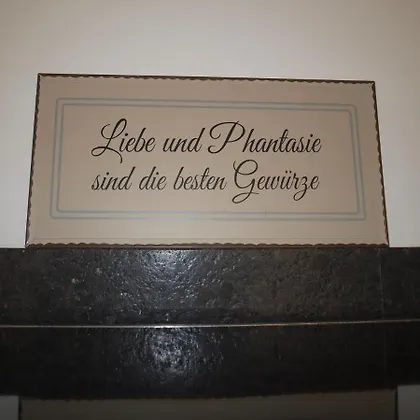 Liebe und Phantasie
sind die besten Gewürze